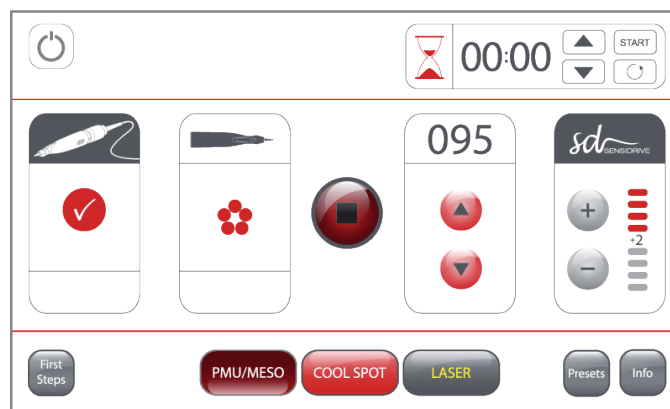 00:00
START
095
sd
SENSIDRIVE
+2
First
Steps
PMU/MESO
COOL SPOT
LASER
Presets
Info